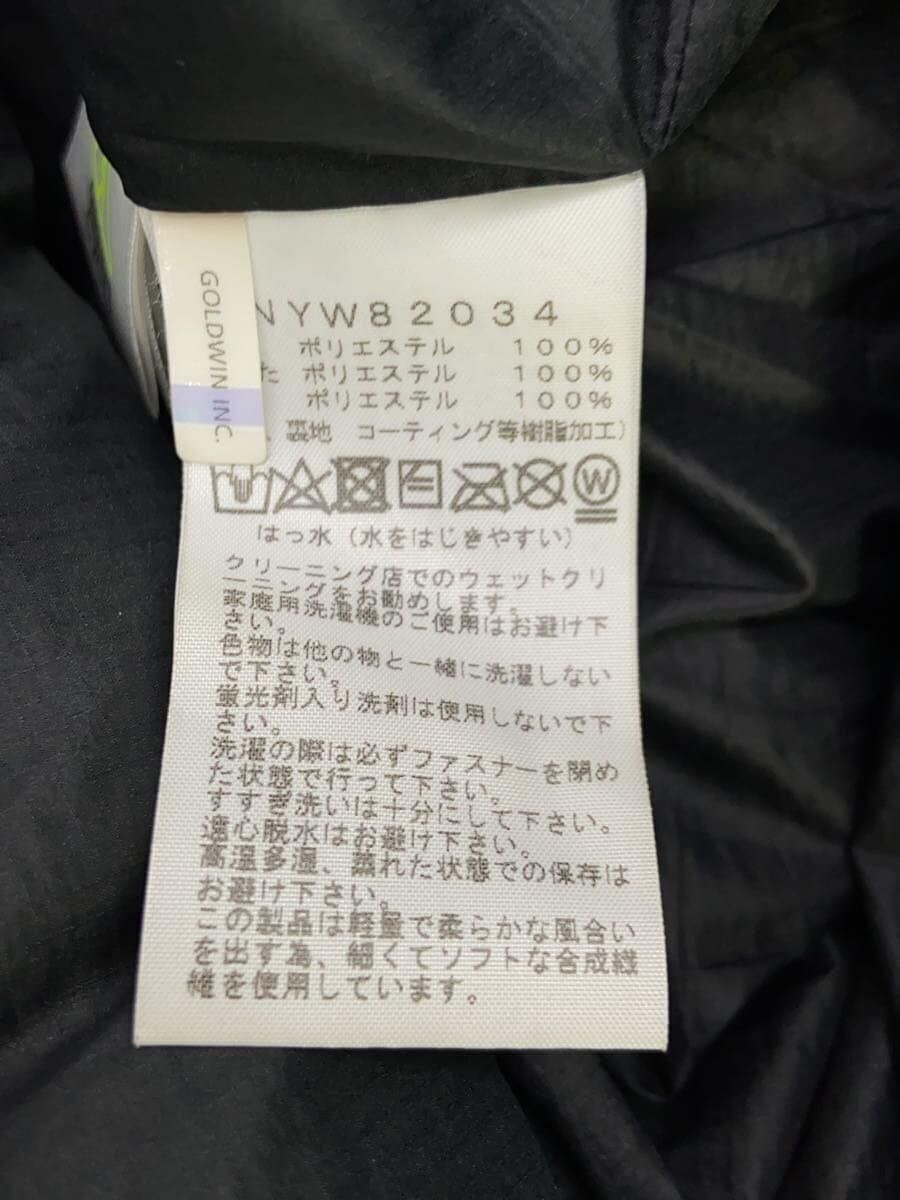 GOLDWIN INC.
NYW82034
ポリエステル 100%
た ポリエステル 100%
ポリエステル 100%
、裏地 コーティング等樹脂加工)
W
はっ水 (水をはじきやすい)
クリーニング店でのウェットクリ
ーニングをお勧めします。
家庭用洗濯機のご使用はお避け下
さい。
色物は他の物と一緒に洗濯しない
で下さい。
蛍光剤入り洗剤は使用しないで下
さい。
洗濯の際は必ずファスナーを閉め
た状態で行って下さい。
すすぎ洗いは十分にして下さい。
遠心脱水はお避け下さい。
高温多湿、蒸れた状態での保存は
お避け下さい。
この製品は軽量で柔らかな風合い
を出す為、細くてソフトな合成繊
維を使用しています。